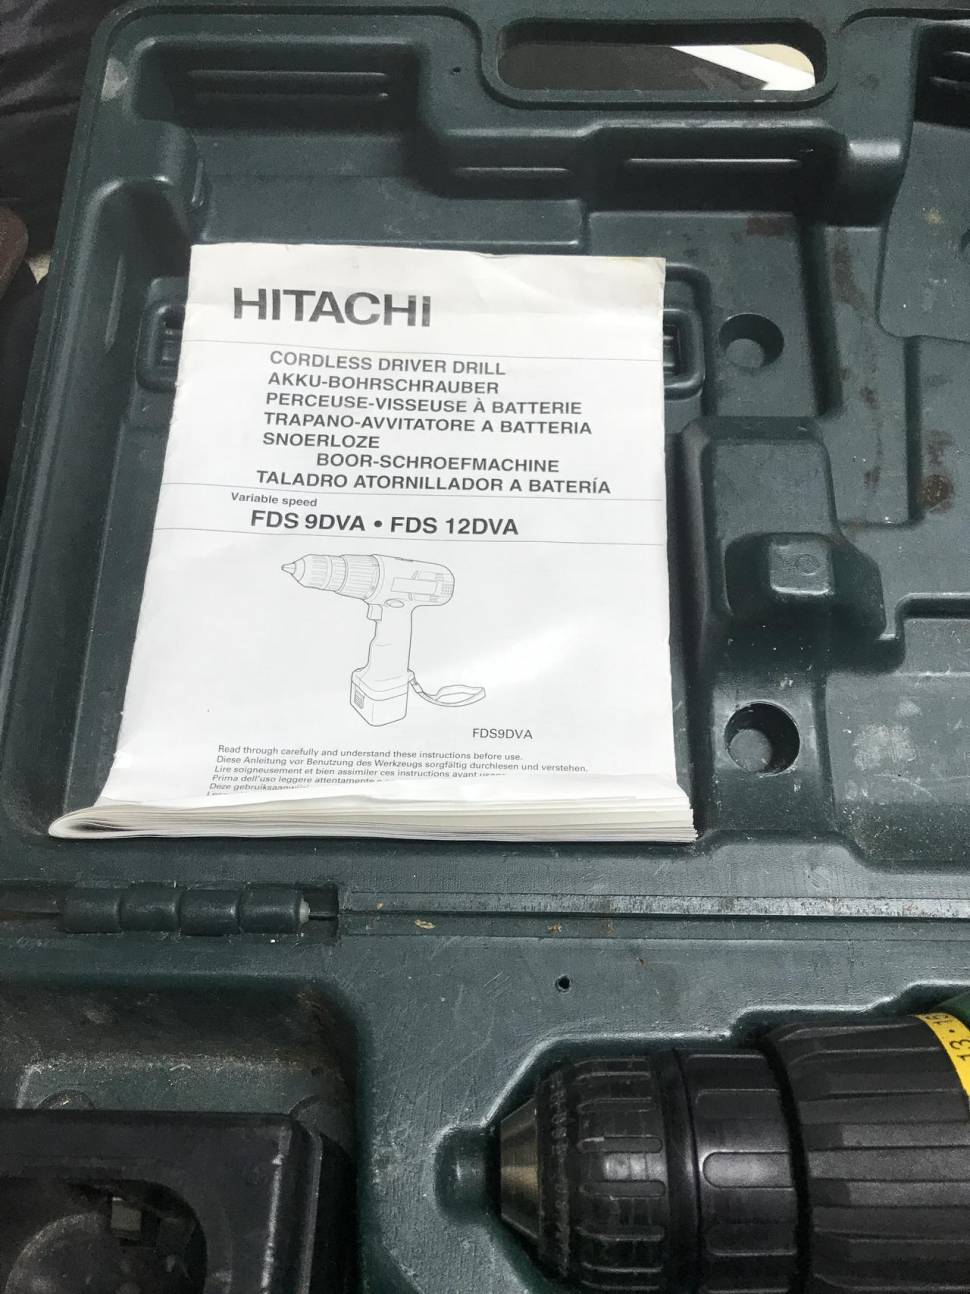 HITACHI
CORDLESS DRIVER DRILL
AKKU-BOHRSCHRAUBER
PERCEUSE-VISSEUSE À BATTERIE
TRAPANO-AVVITATORE A BATTERIA
SNOERLOZE
BOOR-SCHROEFMACHINE
TALADRO ATORNILLADOR A BATERÍA
Variable speed
FDS 9DVA • FDS 12DVA
FDS9DVA
Read through carefully and understand these instructions before use.
Diese Anleitung vor Benutzung des Werkzeugs sorgfältig durchlesen und verstehen.
Lire soigneusement et bien assimiler ces instructions avant
Prima dell'uso leggere attentamente
Deze
13 • 15